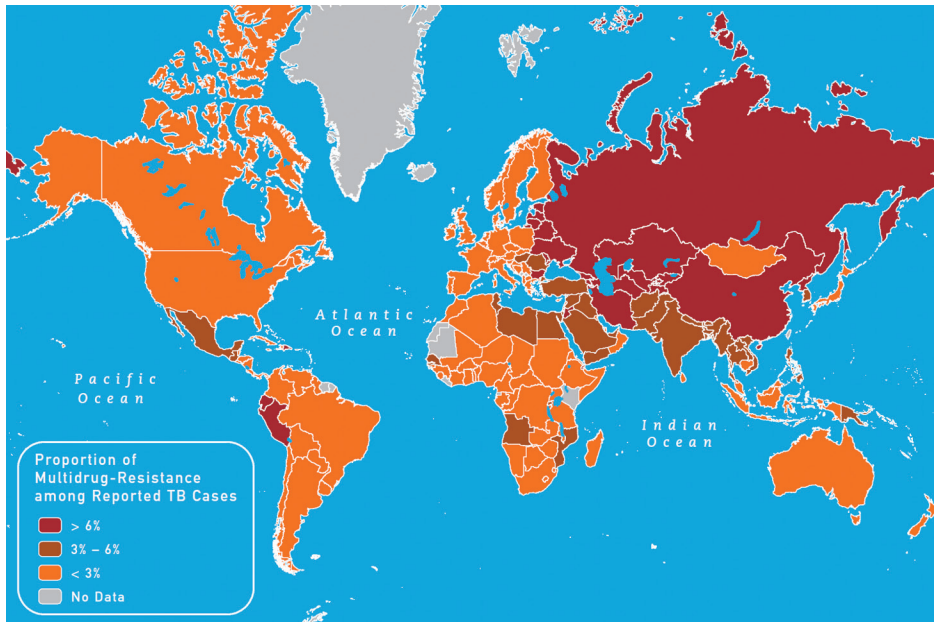 Atlantic
Ocean
Pacific
Ocean
Indian
Ocean
Proportion of
Multidrug-Resistance
among Reported TB Cases
> 6%
3% – 6%
< 3%
No Data